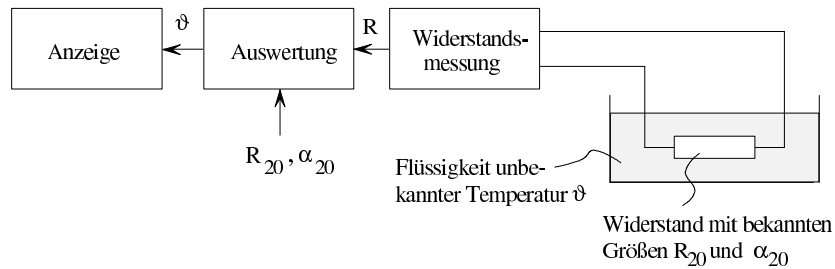 Anzeige
ϑ
Auswertung
R
Widerstands-
messung
R20 , α20
Flüssigkeit unbe-
kannter Temperatur ϑ
Widerstand mit bekannten
Größen R20 und α20